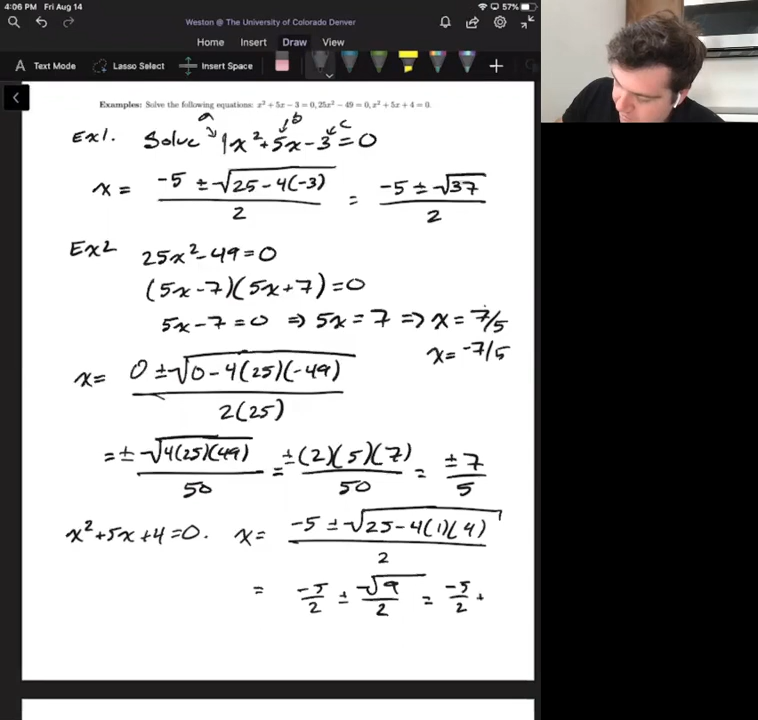 4:06 PM Fri Aug 14
57%
Weston @ The University of Colorado Denver
Home Insert Draw View
Text Mode Lasso Select Insert Space
Examples: Solve the following equations: x² + 5x − 3 = 0, 25x² − 49 = 0, x² + 5x + 4 = 0.
a b c
Ex1. Solve 1x²+5x-3=0
x = (-5 ± √(25-4(-3)))/2 = (-5 ± √37)/2
Ex2 25x²-49=0
(5x-7)(5x+7)=0
5x-7=0 ⇒ 5x=7 ⇒ x=7/5
x=-7/5
x= (0 ± √(0-4(25)(-49)))/(2(25))
= ± √(4(25)(49))/50 = ±(2)(5)(7)/50 = ±7/5
x²+5x+4=0. x= (-5 ± √(25-4(1)(4)))/2
= -5/2 ± √9/2 = -5/2 +